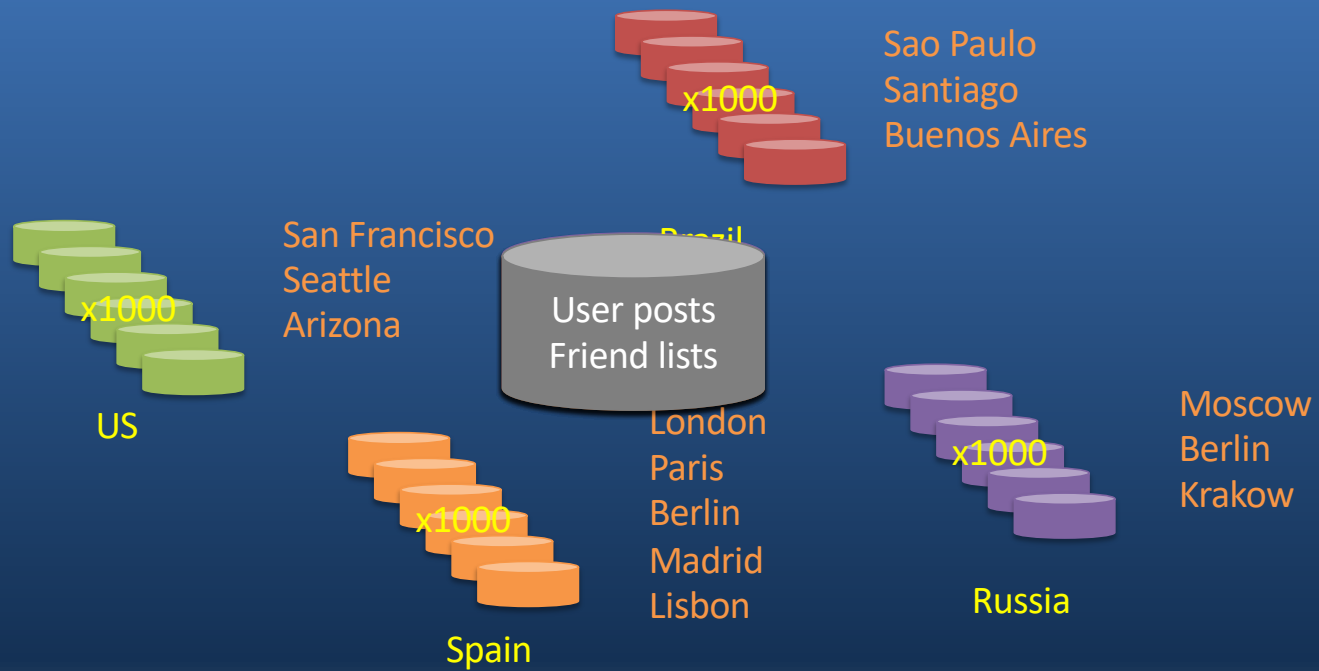 x1000
Sao Paulo
Santiago
Buenos Aires
Brazil
x1000
San Francisco
Seattle
Arizona
US
User posts
Friend lists
x1000
London
Paris
Berlin
Madrid
Lisbon
Spain
x1000
Moscow
Berlin
Krakow
Russia